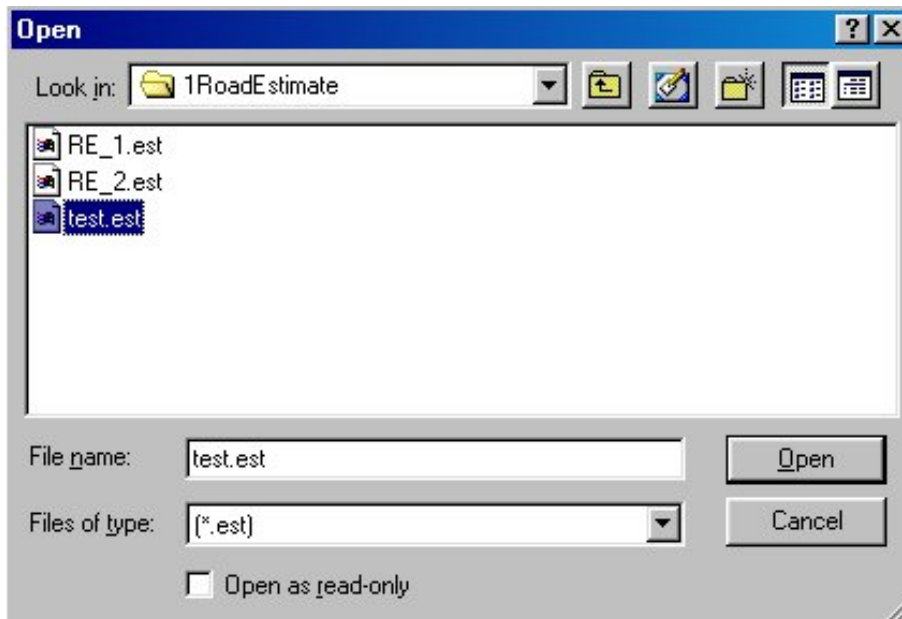 Open
Look in: 1RoadEstimate
RE_1.est
RE_2.est
test.est
File name: test.est Open
Files of type: (*.est) Cancel
Open as read-only